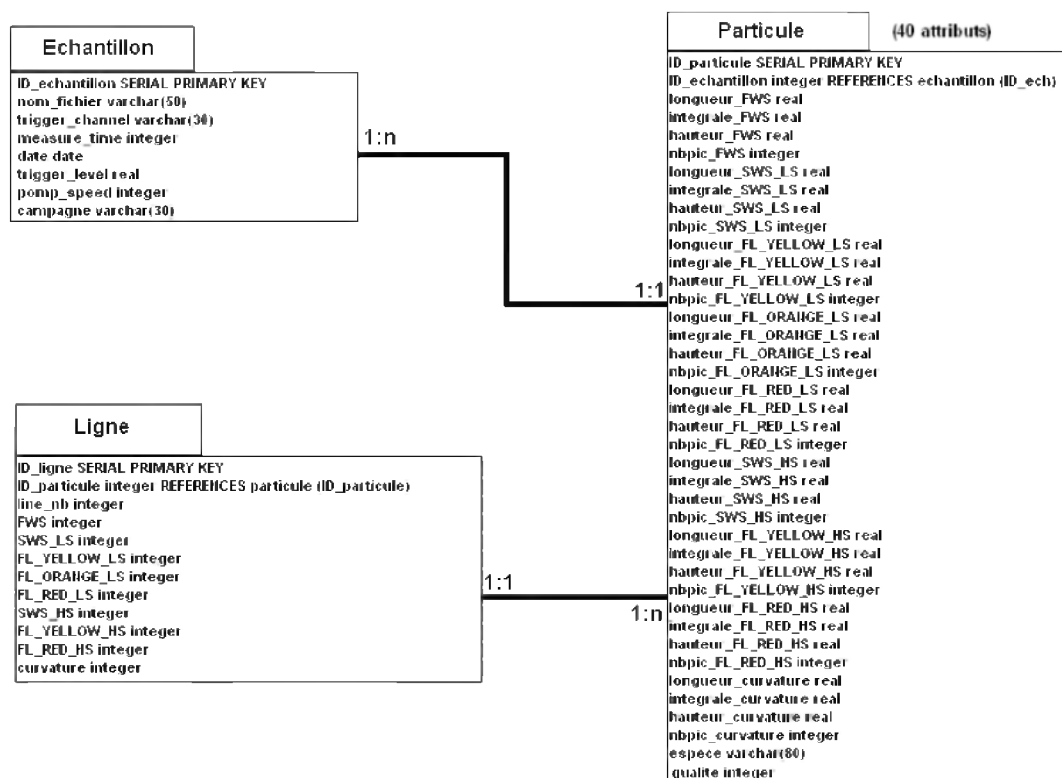 Echantillon
ID_echantillon SERIAL PRIMARY KEY
nom_fichier varchar(50)
trigger_channel varchar(30)
measure_time integer
date date
trigger_level real
pomp_speed integer
campagne varchar(30)
1:n
1:1
Particule (40 attributs)
ID_particule SERIAL PRIMARY KEY
ID_echantillon integer REFERENCES echantillon (ID_ech)
longueur_FWS real
integrale_FWS real
hauteur_FWS real
nbpic_FWS integer
longueur_SWS_LS real
integrale_SWS_LS real
hauteur_SWS_LS real
nbpic_SWS_LS integer
longueur_FL_YELLOW_LS real
integrale_FL_YELLOW_LS real
hauteur_FL_YELLOW_LS real
nbpic_FL_YELLOW_LS integer
longueur_FL_ORANGE_LS real
integrale_FL_ORANGE_LS real
hauteur_FL_ORANGE_LS real
nbpic_FL_ORANGE_LS integer
longueur_FL_RED_LS real
integrale_FL_RED_LS real
hauteur_FL_RED_LS real
nbpic_FL_RED_LS integer
longueur_SWS_HS real
integrale_SWS_HS real
hauteur_SWS_HS real
nbpic_SWS_HS integer
longueur_FL_YELLOW_HS real
integrale_FL_YELLOW_HS real
hauteur_FL_YELLOW_HS real
nbpic_FL_YELLOW_HS integer
longueur_FL_RED_HS real
integrale_FL_RED_HS real
hauteur_FL_RED_HS real
nbpic_FL_RED_HS integer
longueur_curvature real
integrale_curvature real
hauteur_curvature real
nbpic_curvature integer
espece varchar(80)
qualite integer
Ligne
ID_ligne SERIAL PRIMARY KEY
ID_particule integer REFERENCES particule (ID_particule)
line_nb integer
FWS integer
SWS_LS integer
FL_YELLOW_LS integer
FL_ORANGE_LS integer
FL_RED_LS integer
SWS_HS integer
FL_YELLOW_HS integer
FL_RED_HS integer
curvature integer
1:1
1:n